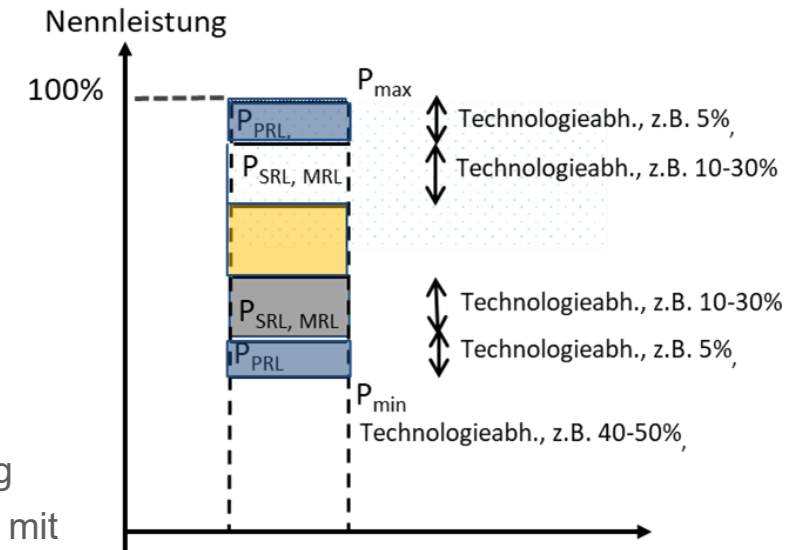 Nennleistung
100%
P_max
P_PRL,
Technologieabh., z.B. 5%,
P_SRL, MRL
Technologieabh., z.B. 10-30%
P_SRL, MRL
Technologieabh., z.B. 10-30%
P_PRL
Technologieabh., z.B. 5%,
P_min
Technologieabh., z.B. 40-50%,
g
mit